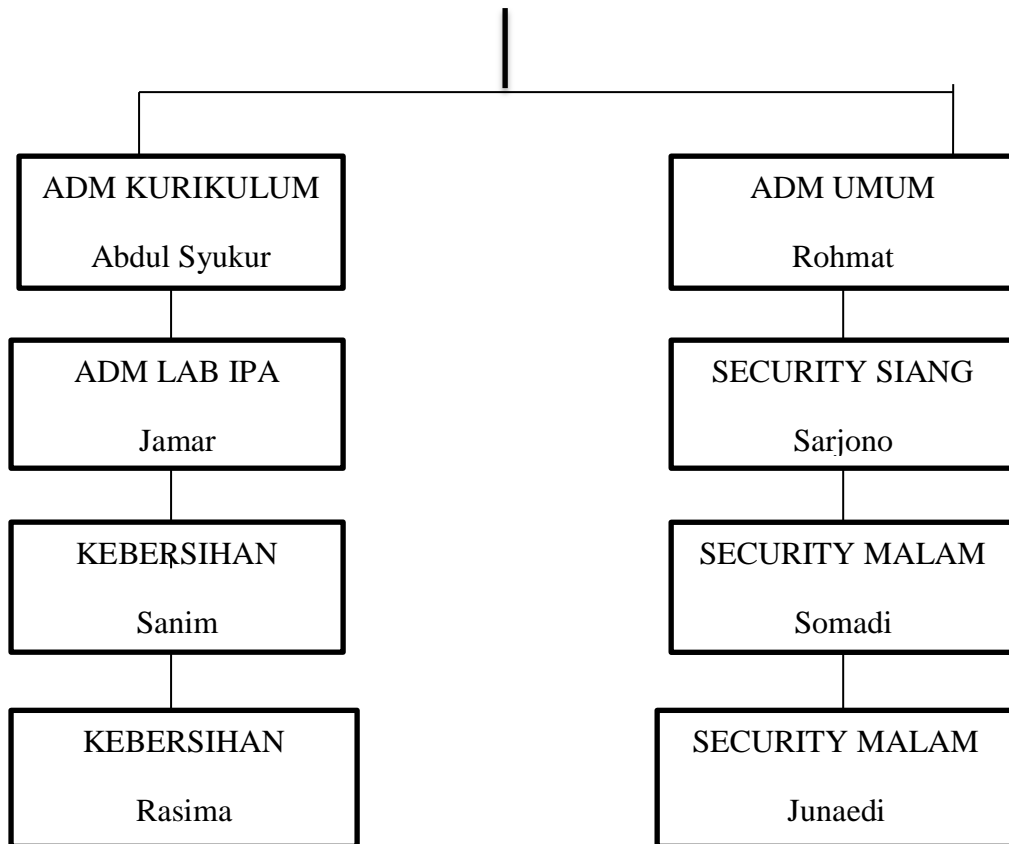 ADM KURIKULUM
Abdul Syukur
ADM LAB IPA
Jamar
KEBERSIHAN
Sanim
KEBERSIHAN
Rasima
ADM UMUM
Rohmat
SECURITY SIANG
Sarjono
SECURITY MALAM
Somadi
SECURITY MALAM
Junaedi